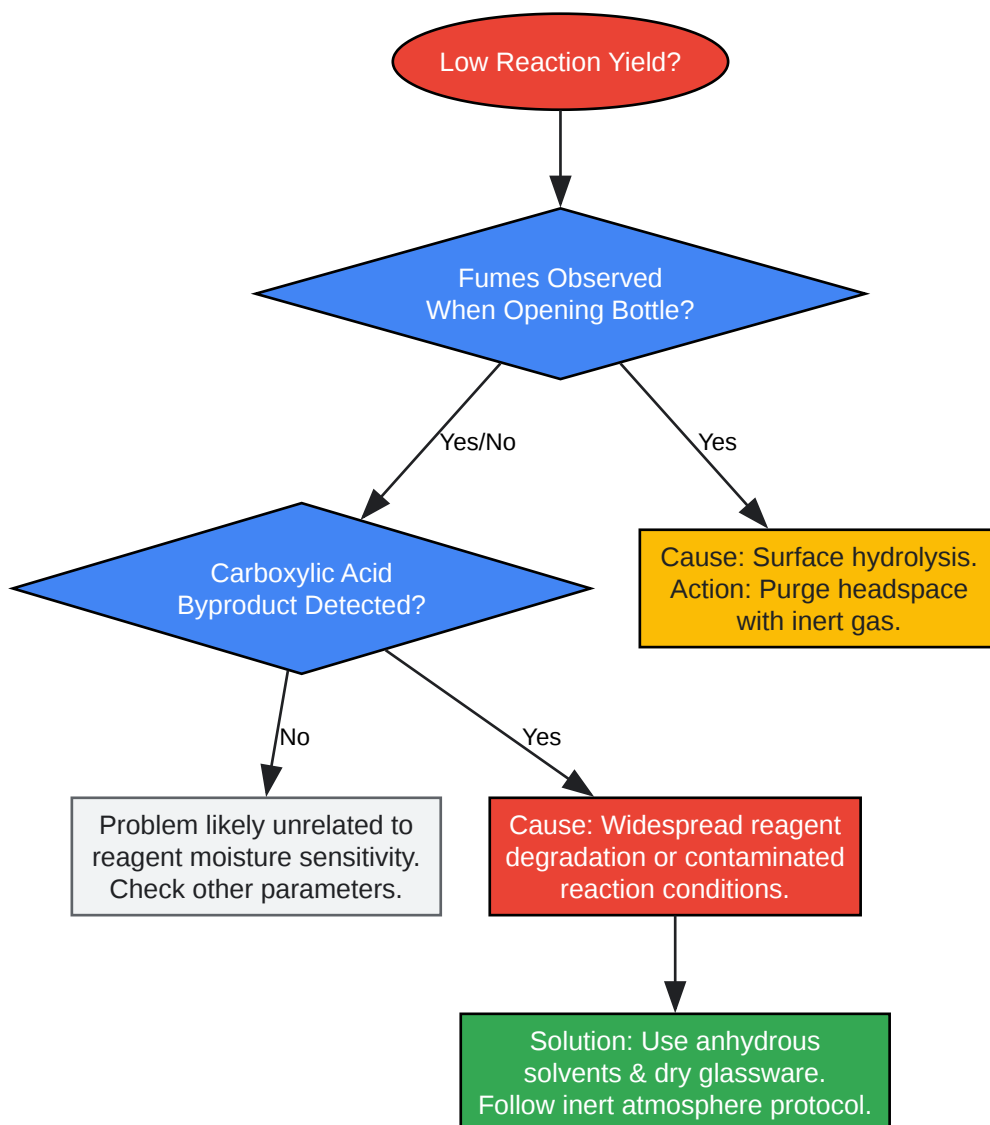 Low Reaction Yield?
Fumes Observed
When Opening Bottle?
Yes/No
Yes
Carboxylic Acid
Byproduct Detected?
Cause: Surface hydrolysis.
Action: Purge headspace
with inert gas.
No
Yes
Problem likely unrelated to
reagent moisture sensitivity.
Check other parameters.
Cause: Widespread reagent
degradation or contaminated
reaction conditions.
Solution: Use anhydrous
solvents & dry glassware.
Follow inert atmosphere protocol.